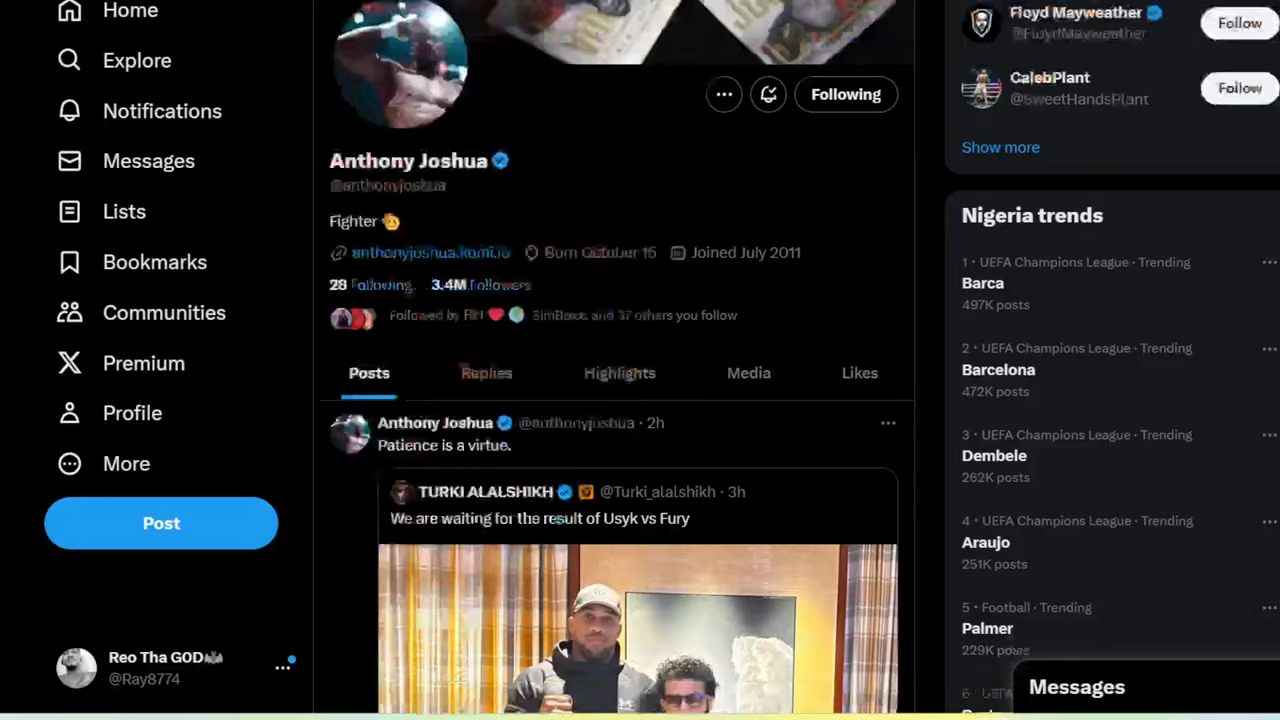 Home
Explore
Notifications
Messages
Lists
Bookmarks
Communities
Premium
Profile
More
Post
Reo Tha GOD
@Ray8774
Following
Anthony Joshua
@anthonyjoshua
Fighter
anthonyjoshua.komi.io Born October 15 Joined July 2011
28 Following 3.4M Followers
Followed by and 37 others you follow
Posts Replies Highlights Media Likes
Anthony Joshua @anthonyjoshua · 2h
Patience is a virtue.
TURKI ALALSHIKH @Turki_alalshikh · 3h
We are waiting for the result of Usyk vs Fury
Floyd Mayweather
@FloydMayweather
Follow
CalebPlant
@SweetHandsPlant
Follow
Show more
Nigeria trends
1 · UEFA Champions League · Trending
Barca
497K posts
2 · UEFA Champions League · Trending
Barcelona
472K posts
3 · UEFA Champions League · Trending
Dembele
262K posts
4 · UEFA Champions League · Trending
Araujo
251K posts
5 · Football · Trending
Palmer
229K posts
6 ·
Messages